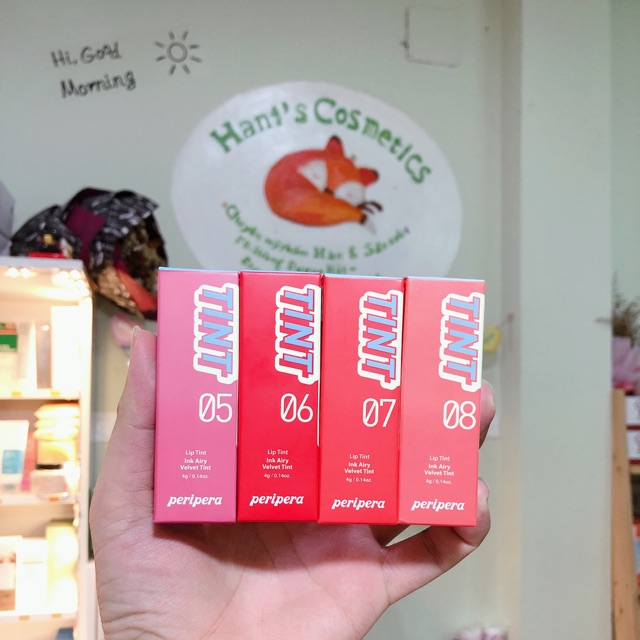 Hi, Good
Morning
Hani's Cosmetics
Hàn &
TINT
05
Lip Tint
Ink Airy
Velvet Tint
4g / 0.14oz.
peripera
TINT
06
Lip Tint
Ink Airy
Velvet Tint
4g / 0.14oz.
peripera
TINT
07
Lip Tint
Ink Airy
Velvet Tint
4g / 0.14oz.
peripera
TINT
08
Lip Tint
Ink Airy
Velvet Tint
4g / 0.14oz.
peripera